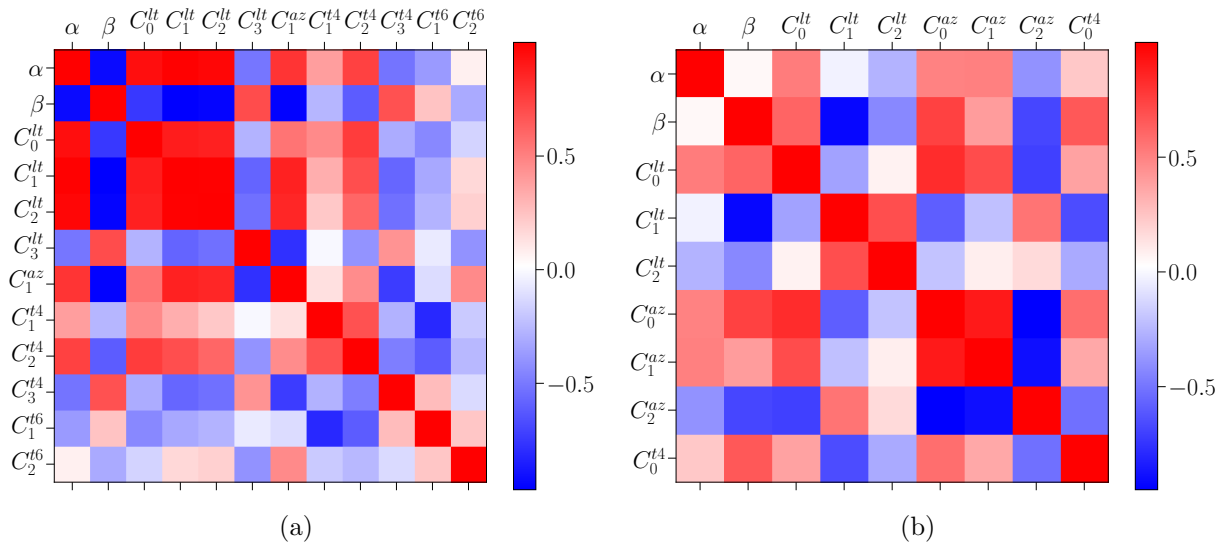 α β C_0^{lt} C_1^{lt} C_2^{lt} C_3^{lt} C_1^{az} C_1^{t4} C_2^{t4} C_3^{t4} C_1^{t6} C_2^{t6}
α
β
C_0^{lt}
C_1^{lt}
C_2^{lt}
C_3^{lt}
C_1^{az}
C_1^{t4}
C_2^{t4}
C_3^{t4}
C_1^{t6}
C_2^{t6}
0.5
0.0
−0.5
(a)
α β C_0^{lt} C_1^{lt} C_2^{lt} C_0^{az} C_1^{az} C_2^{az} C_0^{t4}
α
β
C_0^{lt}
C_1^{lt}
C_2^{lt}
C_0^{az}
C_1^{az}
C_2^{az}
C_0^{t4}
0.5
0.0
−0.5
(b)